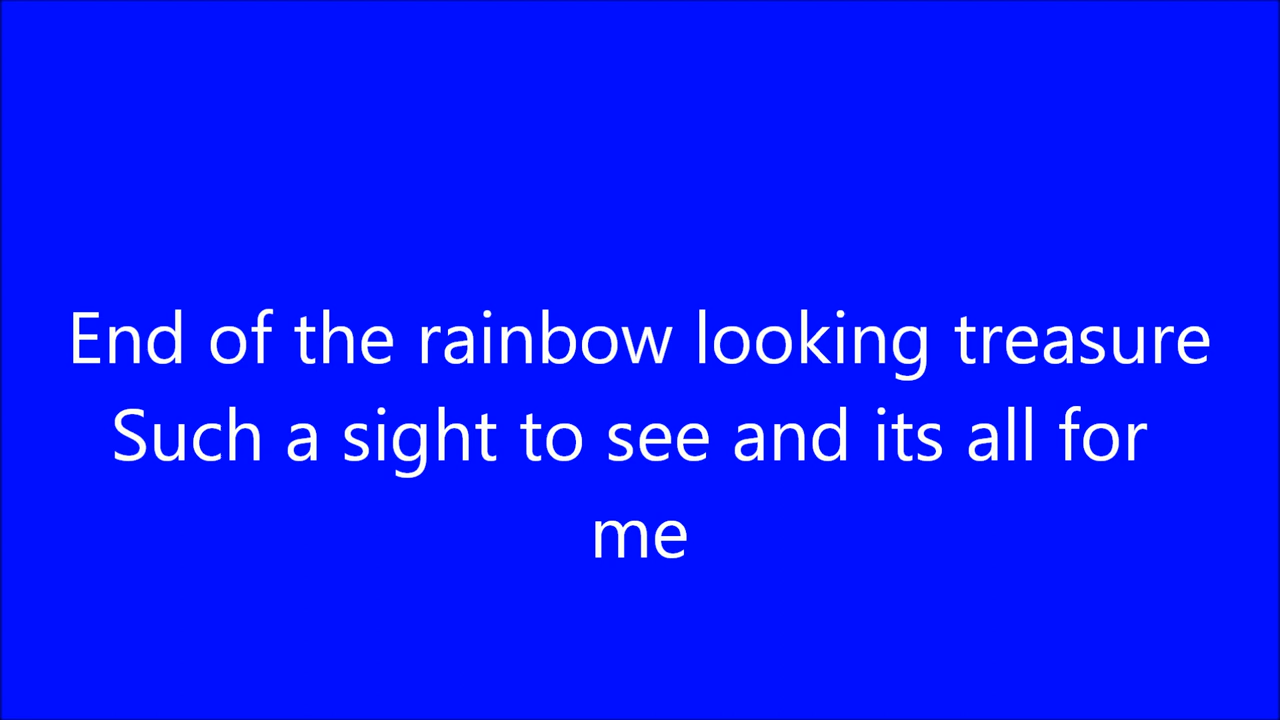 End of the rainbow looking treasure
Such a sight to see and its all for
me